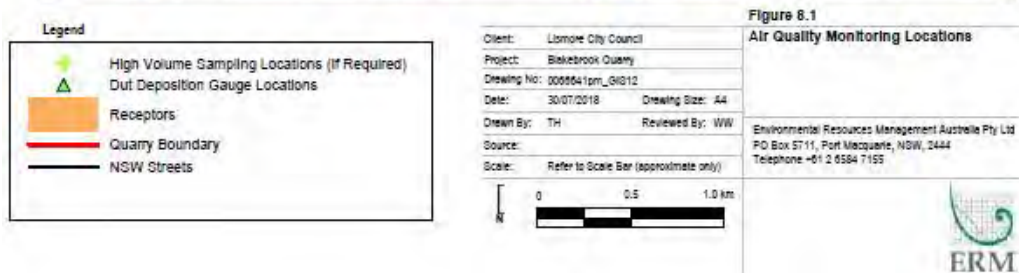 Legend
High Volume Sampling Locations (If Required)
Dut Deposition Gauge Locations
Receptors
Quarry Boundary
NSW Streets
Client: Lismore City Council
Project: Blakebrook Quarry
Drawing No: 0066641pm_GIS12
Date: 30/07/2018 Drawing Size: A4
Drawn By: TH Reviewed By: WW
Source:
Scale: Refer to Scale Bar (approximate only)
N 0 0.5 1.0 km
Figure 8.1
Air Quality Monitoring Locations
Environmental Resources Management Australia Pty Ltd
PO Box 5711, Port Macquarie, NSW, 2444
Telephone +61 2 6584 7155
ERM